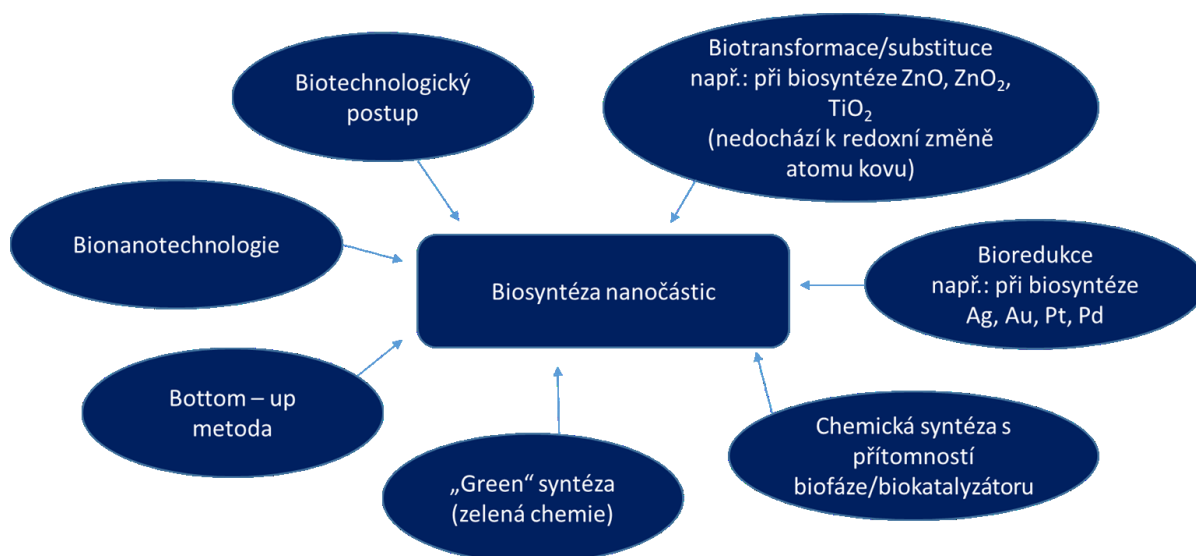 Biotechnologický
postup
Biotransformace/substituce
např.: při biosyntéze ZnO, ZnO₂,
TiO₂
(nedochází k redoxní změně
atomu kovu)
Bionanotechnologie
Biosyntéza nanočástic
Bioredukce
např.: při biosyntéze
Ag, Au, Pt, Pd
Bottom – up
metoda
„Green“ syntéza
(zelená chemie)
Chemická syntéza s
přítomností
biofáze/biokatalyzátoru